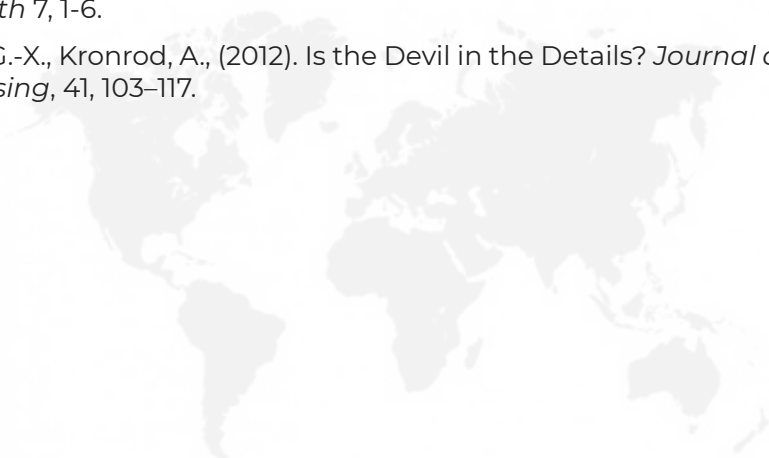 th 7, 1-6.
G.-X., Kronrod, A., (2012). Is the Devil in the Details? Journal
sing, 41, 103–117.